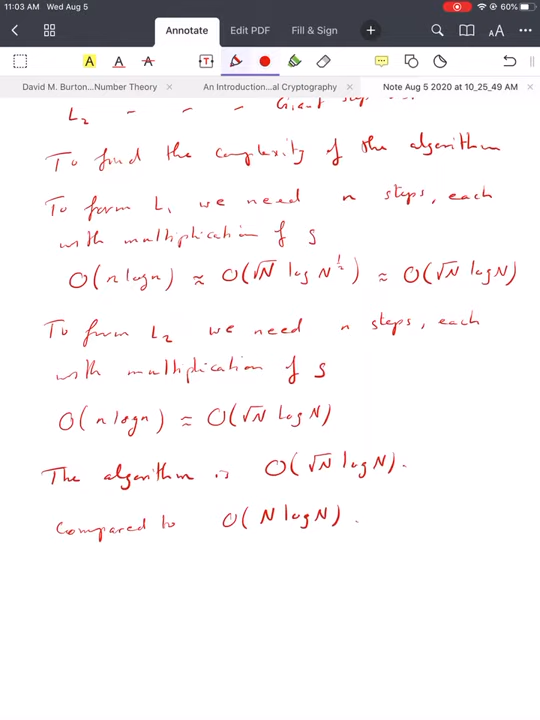 11:03 AM Wed Aug 5
60%
Annotate Edit PDF Fill & Sign
David M. Burton...Number Theory
An Introduction...al Cryptography
Note Aug 5 2020 at 10_25_49 AM
L₂ - - - Giant step
To find the complexity of the algorithm
To form L₁ we need n steps, each
with multiplication of g
O(n log n) ≈ O(√N log N^{1/2}) ≈ O(√N log N)
To form L₂ we need n steps, each
with multiplication of g
O(n log n) ≈ O(√N log N)
The algorithm is O(√N log N).
Compared to O(N log N).